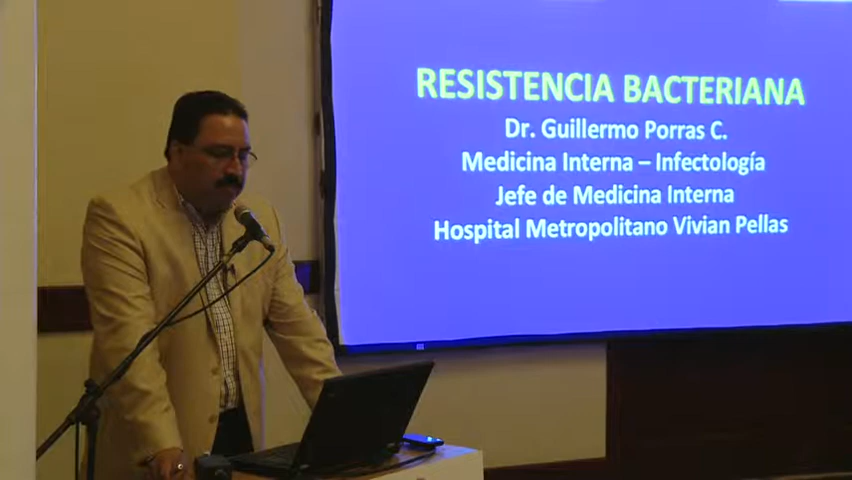 RESISTENCIA BACTERIANA
Dr. Guillermo Porras C.
Medicina Interna – Infectología
Jefe de Medicina Interna
Hospital Metropolitano Vivian Pellas